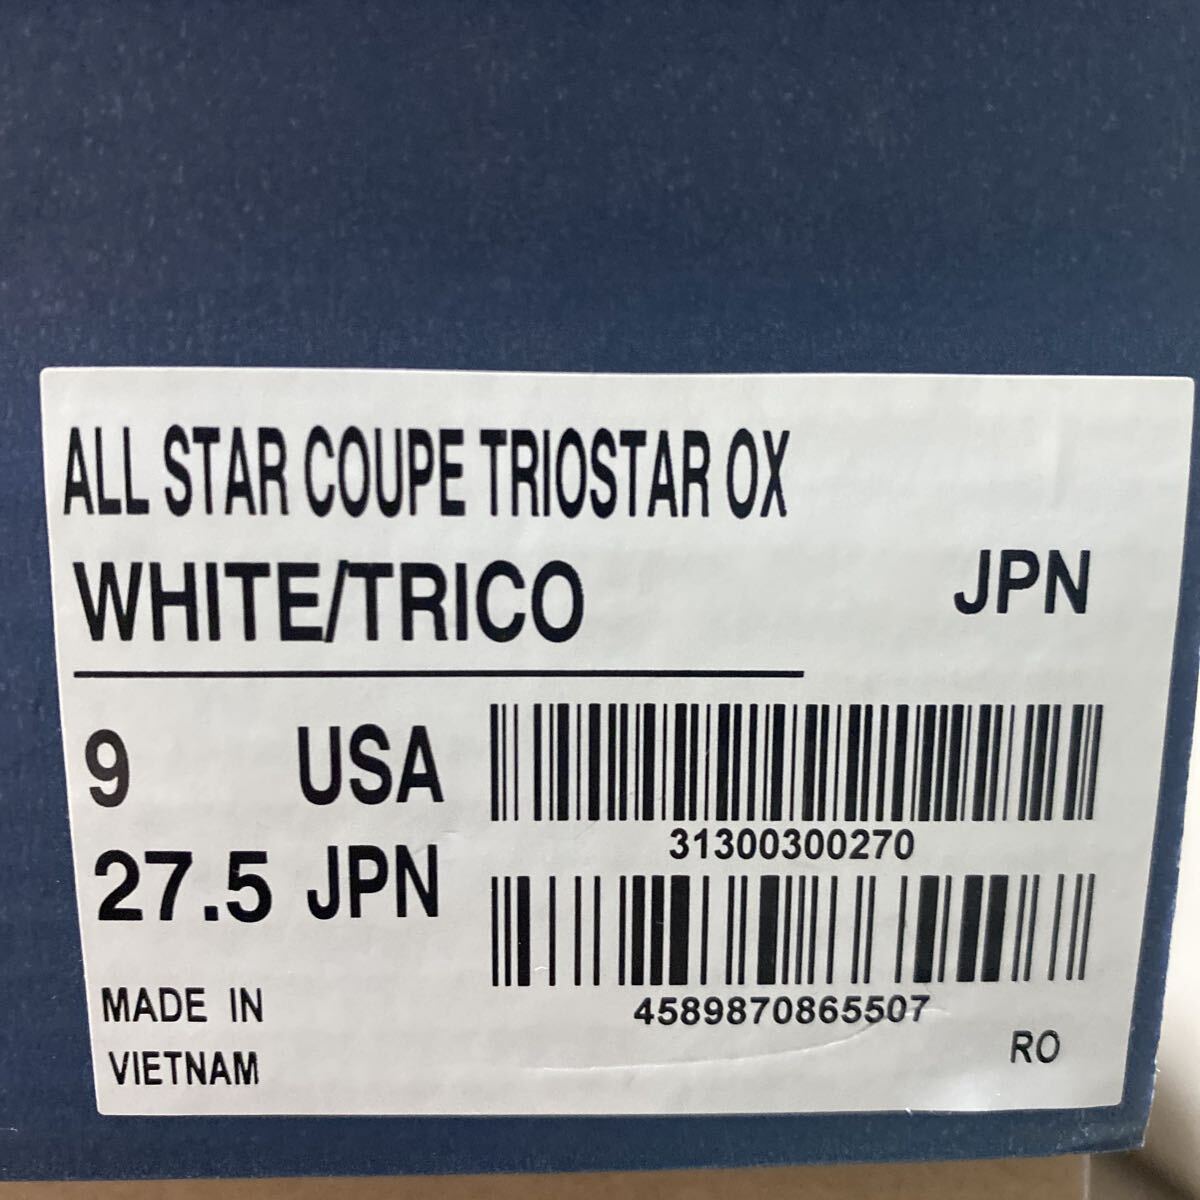 ALL STAR COUPE TRIOSTAR OX
WHITE/TRICO JPN
9 USA
31300300270
27.5 JPN
4589870865507
MADE IN
VIETNAM
RO